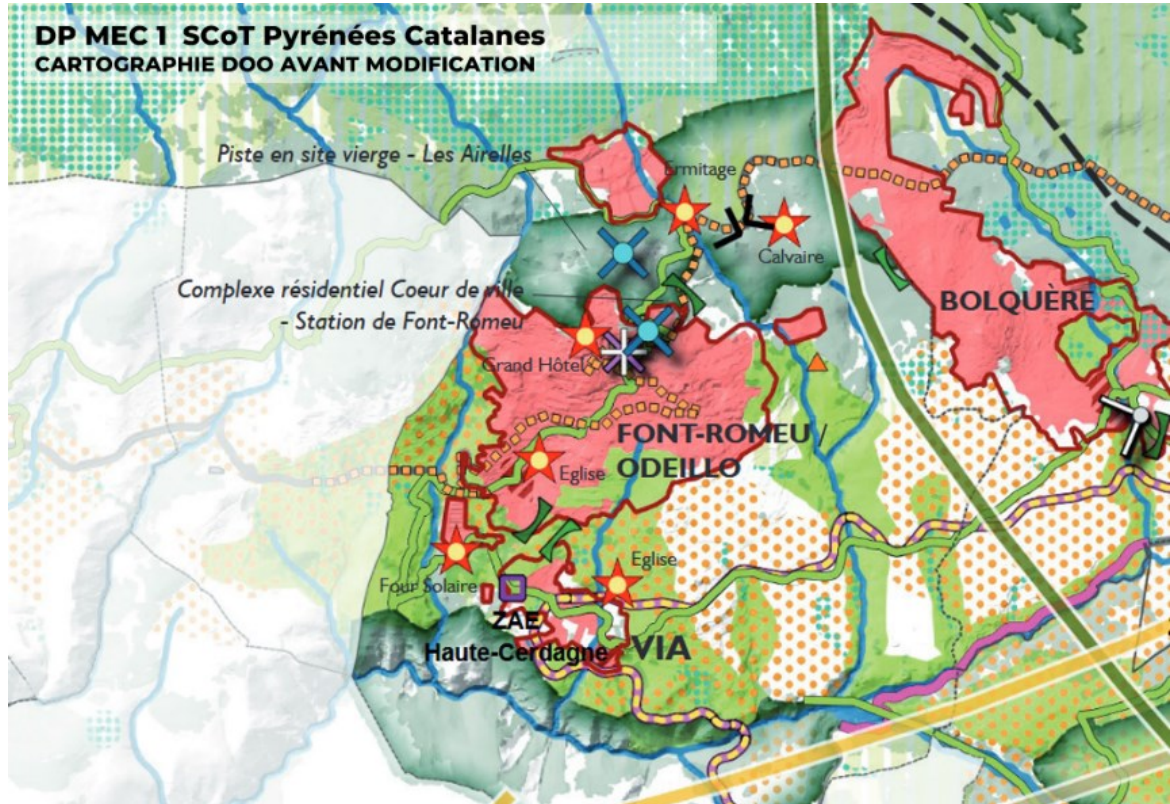 DP MEC 1 SCoT Pyrénées Catalanes
CARTOGRAPHIE DOO AVANT MODIFICATION
Piste en site vierge - Les Airelles
Ermitage
Calvaire
Complexe résidentiel Coeur de ville
- Station de Font-Romeu
BOLQUÈRE
Grand Hôtel
FONT-ROMEU /
ODEILLO
Eglise
Eglise
Four Solaire
ZAE
Haute-Cerdagne
VIA